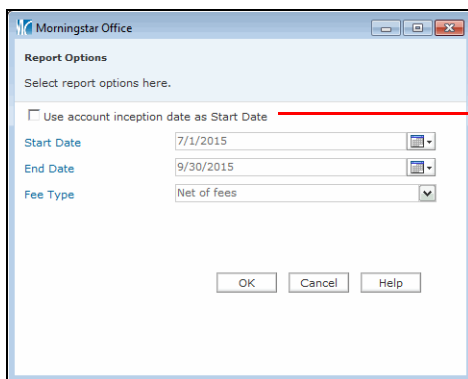 Morningstar Office
Report Options
Select report options here.
Use account inception date as Start Date
Start Date 7/1/2015
End Date 9/30/2015
Fee Type Net of fees
OK Cancel Help